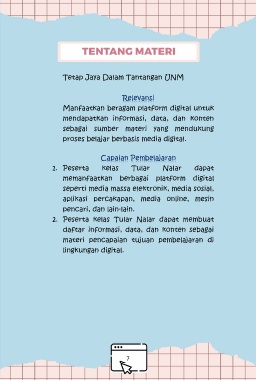 TENTANG MATERI
Tetap Jaya Dalam Tantangan UNM
Relevansi
Manfaatkan beragam platform digital untuk
mendapatkan informasi, data, dan konten
sebagai sumber materi yang mendukung
proses belajar berbasis media digital.
Capaian Pembelajaran
1. Peserta kelas Tular Nalar dapat
memanfaatkan berbagai platform digital
seperti media massa elektronik, media sosial,
aplikasi percakapan, media online, mesin
pencari, dan lain-lain.
2. Peserta kelas Tular Nalar dapat membuat
daftar informasi, data, dan konten sebagai
materi pencapaian tujuan pembelajaran di
lingkungan digital.
7